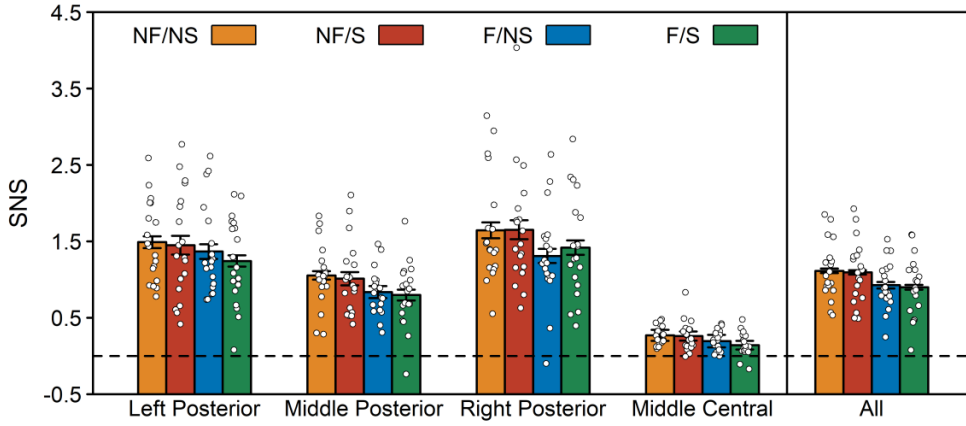 4.5
NF/NS NF/S F/NS F/S
3.5
2.5
SNS
1.5
0.5
-0.5
Left Posterior Middle Posterior Right Posterior Middle Central All